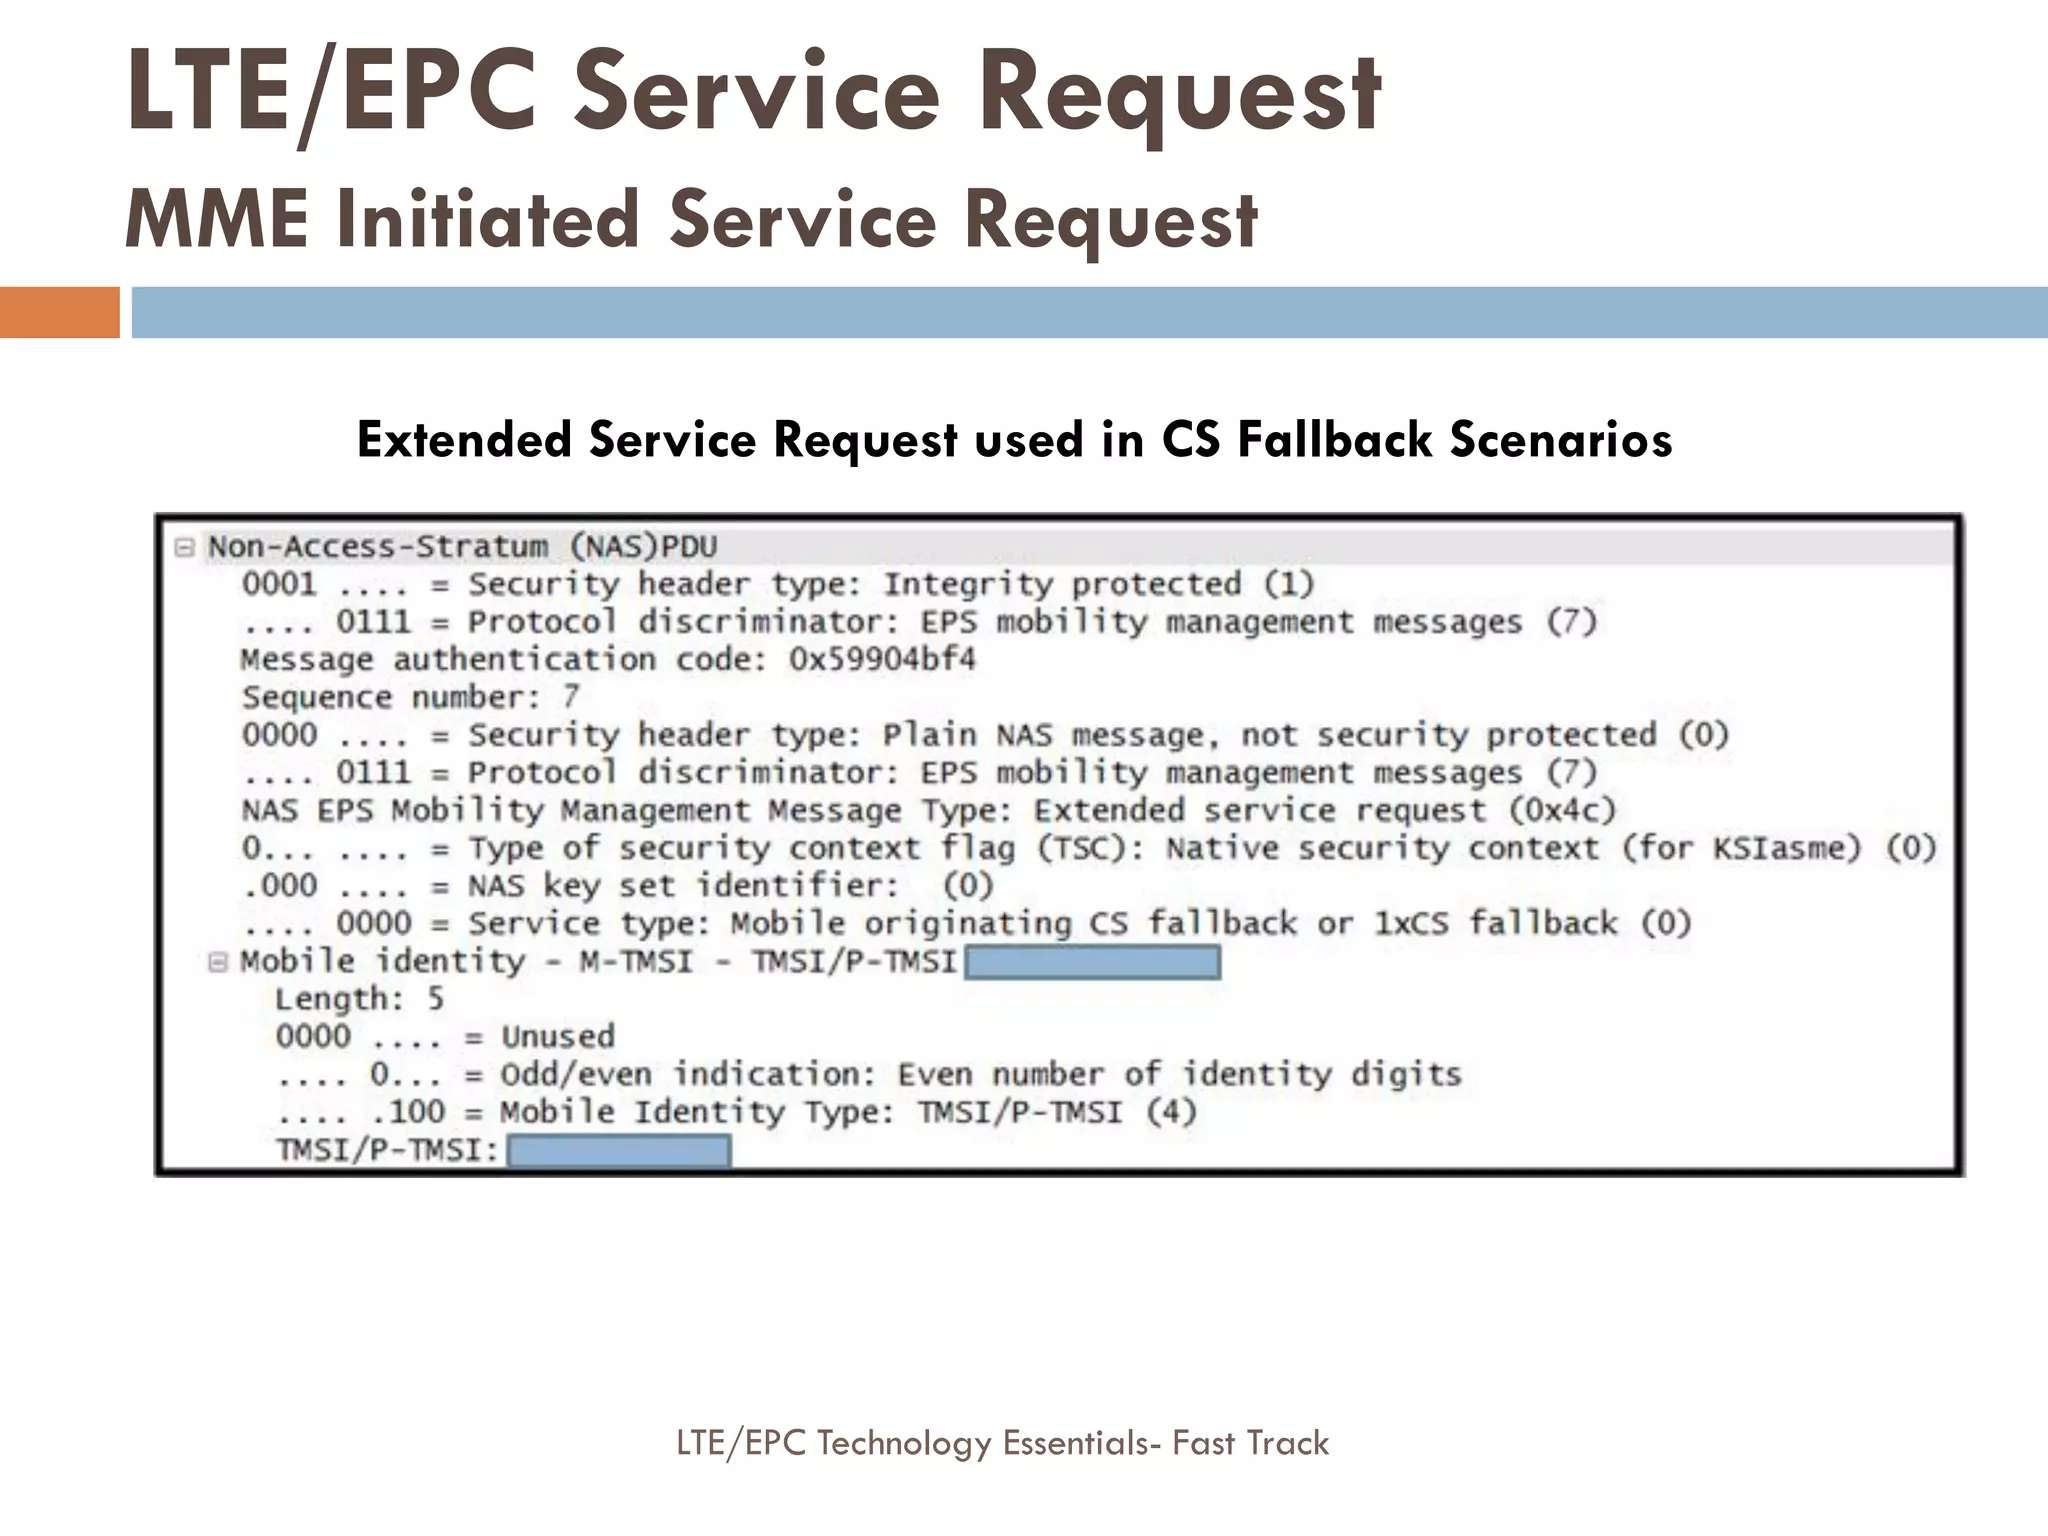 LTE/EPC Service Request
MME Initiated Service Request
Extended Service Request used in CS Fallback Scenarios
Non-Access-Stratum (NAS)PDU
0001 .... = Security header type: Integrity protected (1)
.... 0111 = Protocol discriminator: EPS mobility management messages (7)
Message authentication code: 0x59904bf4
Sequence number: 7
0000 .... = Security header type: Plain NAS message, not security protected (0)
.... 0111 = Protocol discriminator: EPS mobility management messages (7)
NAS EPS Mobility Management Message Type: Extended service request (0x4c)
0... .... = Type of security context flag (TSC): Native security context (for KSIasme) (0)
.000 .... = NAS key set identifier:  (0)
.... 0000 = Service type: Mobile originating CS fallback or 1xCS fallback (0)
Mobile identity - M-TMSI - TMSI/P-TMSI
Length: 5
0000 .... = Unused
.... 0... = Odd/even indication: Even number of identity digits
.... .100 = Mobile Identity Type: TMSI/P-TMSI (4)
TMSI/P-TMSI:
LTE/EPC Technology Essentials- Fast Track